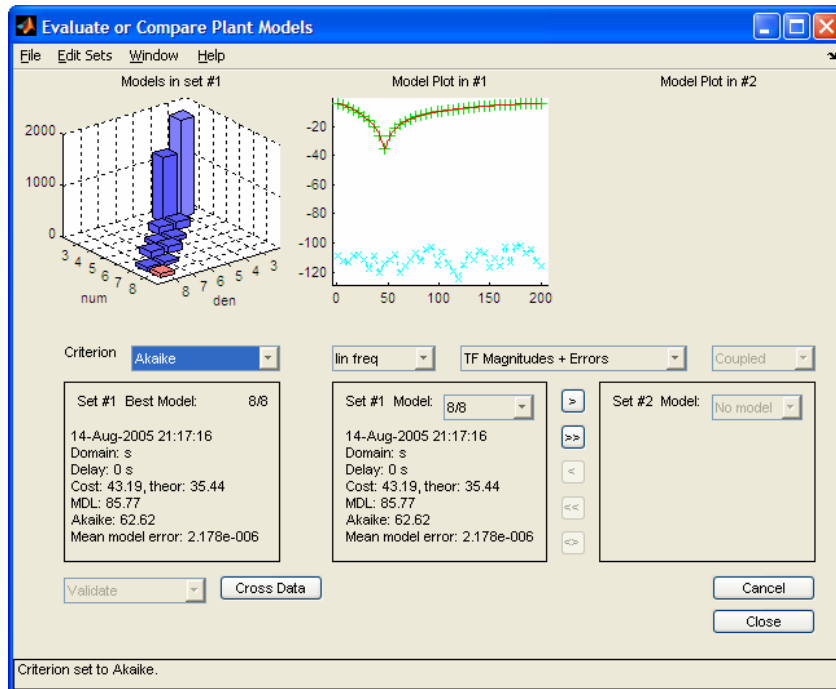 Evaluate or Compare Plant Models
File Edit Sets Window Help
Models in set #1
2000
1000
0
3 4 5 6 7 8
num
8 7 6 5 4 3
den
Model Plot in #1
-20
-40
-60
-80
-100
-120
0 50 100 150 200
Model Plot in #2
Criterion Akaike
lin freq
TF Magnitudes + Errors
Coupled
Set #1 Best Model: 8/8
14-Aug-2005 21:17:16
Domain: s
Delay: 0 s
Cost: 43.19, theor: 35.44
MDL: 85.77
Akaike: 62.62
Mean model error: 2.178e-006
Set #1 Model: 8/8
14-Aug-2005 21:17:16
Domain: s
Delay: 0 s
Cost: 43.19, theor: 35.44
MDL: 85.77
Akaike: 62.62
Mean model error: 2.178e-006
>
>>
<
<<
<>
Set #2 Model: No model
Validate
Cross Data
Cancel
Close
Criterion set to Akaike.